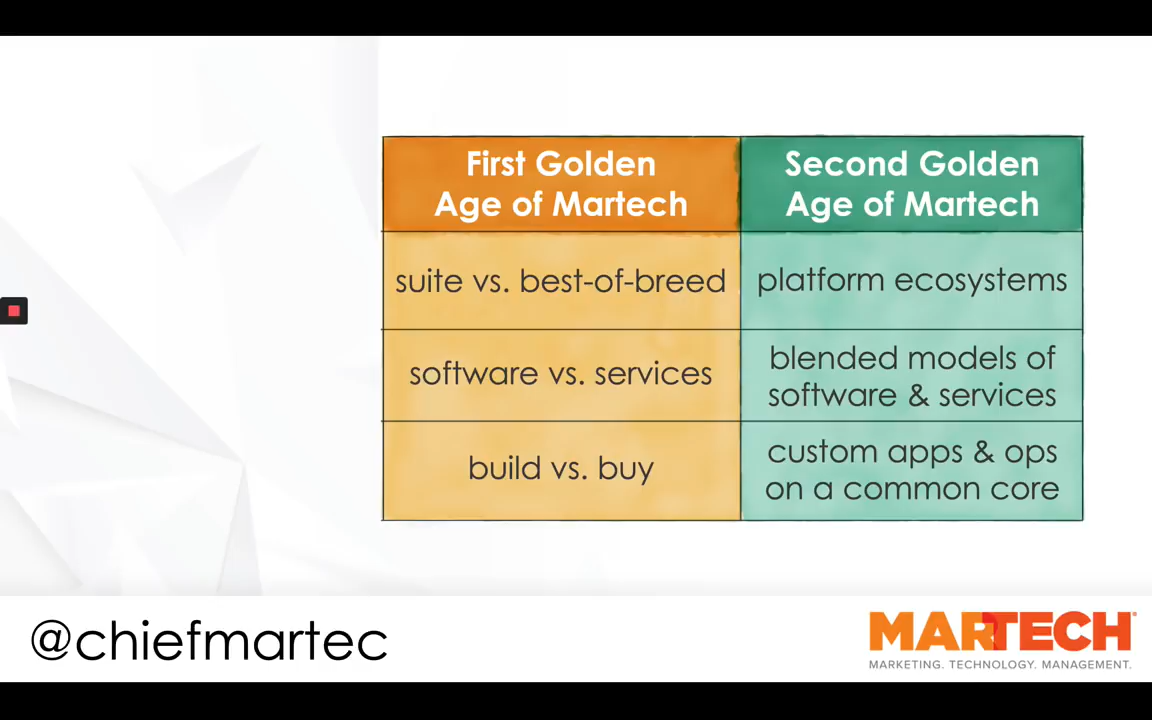 First Golden
Age of Martech
Second Golden
Age of Martech
suite vs. best-of-breed
platform ecosystems
software vs. services
blended models of
software & services
build vs. buy
custom apps & ops
on a common core
@chiefmartec
MARTECH®
MARKETING. TECHNOLOGY. MANAGEMENT.